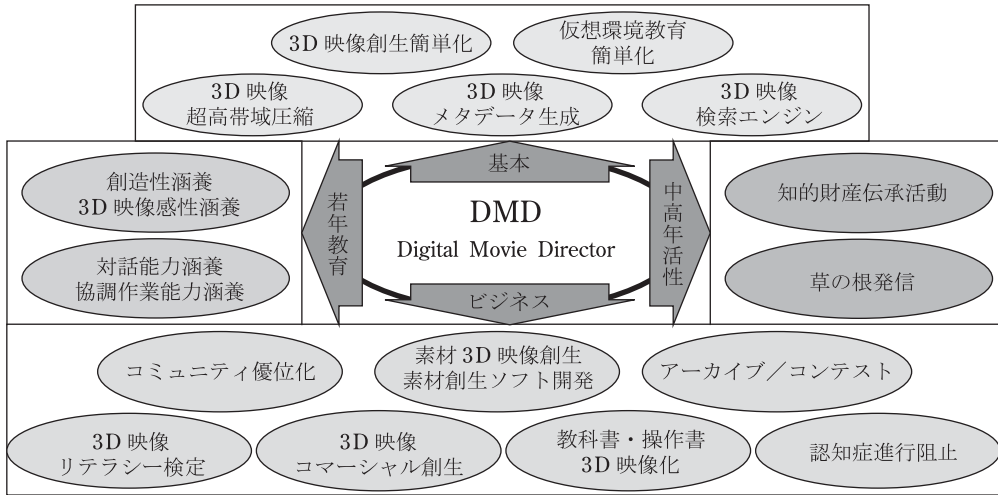 3D 映像創生簡単化
仮想環境教育
簡単化
3D 映像
超高帯域圧縮
3D 映像
メタデータ生成
3D 映像
検索エンジン
創造性涵養
3D 映像感性涵養
対話能力涵養
協調作業能力涵養
若年教育
基本
DMD
Digital Movie Director
ビジネス
中高年活性
知的財産伝承活動
草の根発信
コミュニティ優位化
素材 3D 映像創生
素材創生ソフト開発
アーカイブ／コンテスト
3D 映像
リテラシー検定
3D 映像
コマーシャル創生
教科書・操作書
3D 映像化
認知症進行阻止